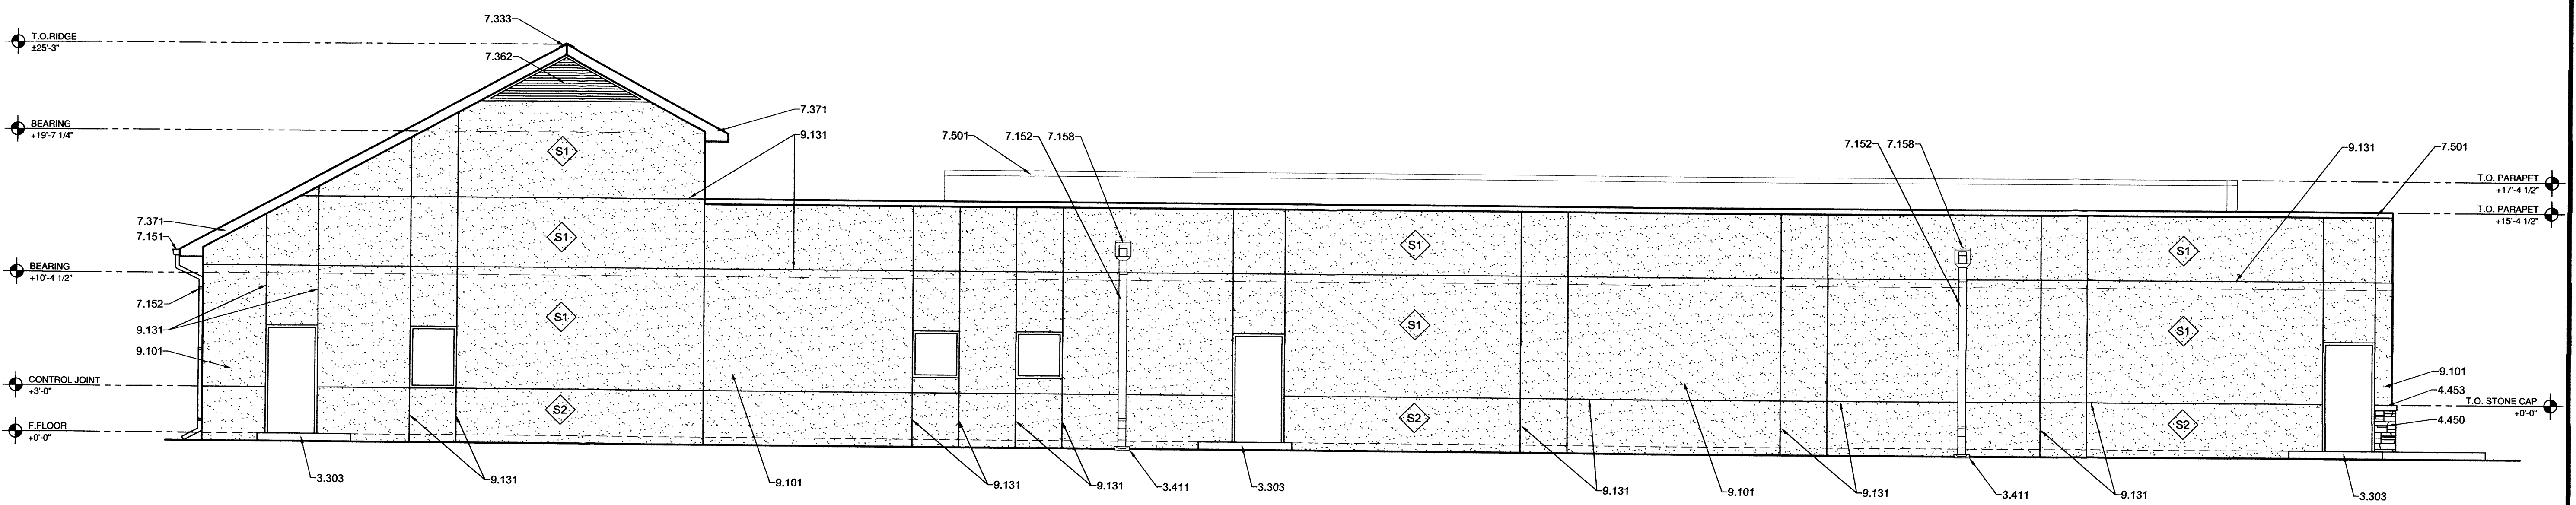 7.333
T.O.RIDGE
±25'-3"
7.362
7.371
BEARING
+19'-7 1/4"
9.131
7.501
7.152
7.158
7.152
7.158
9.131
7.501
S1
T.O. PARAPET
+17'-4 1/2"
T.O. PARAPET
+15'-4 1/2"
7.371
7.151
S1
S1
S1
BEARING
+10'-4 1/2"
7.152
9.131
S1
S1
S1
9.101
CONTROL JOINT
+3'-0"
9.101
4.453
T.O. STONE CAP
+0'-0"
4.450
S2
S2
S2
F.FLOOR
+0'-0"
3.303
9.131
9.101
9.131
9.131
3.411
3.303
9.131
9.101
9.131
3.411
9.131
3.303